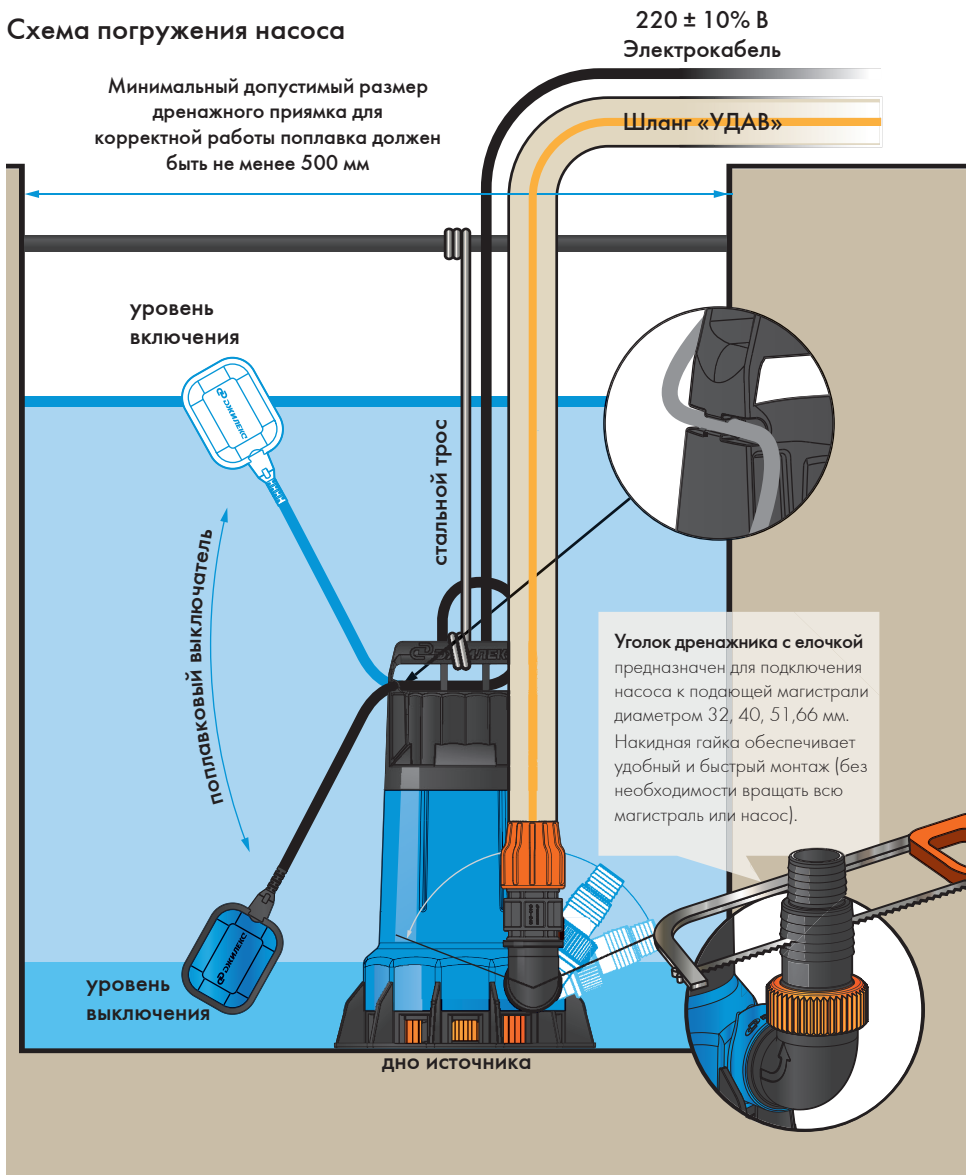 Схема погружения насоса
220 ± 10% В
Электрокабель
Минимальный допустимый размер
дренажного приямка для
корректной работы поплавка должен
быть не менее 500 мм
Шланг «УДАВ»
уровень
включения
ДЖИЛЕКС
стальной трос
поплавковый выключатель
ДЖИЛЕКС
Уголок дренажника с елочкой
предназначен для подключения
насоса к подающей магистрали
диаметром 32, 40, 51,66 мм.
Накидная гайка обеспечивает
удобный и быстрый монтаж (без
необходимости вращать всю
магистраль или насос).
ДЖИЛЕКС
уровень
выключения
дно источника